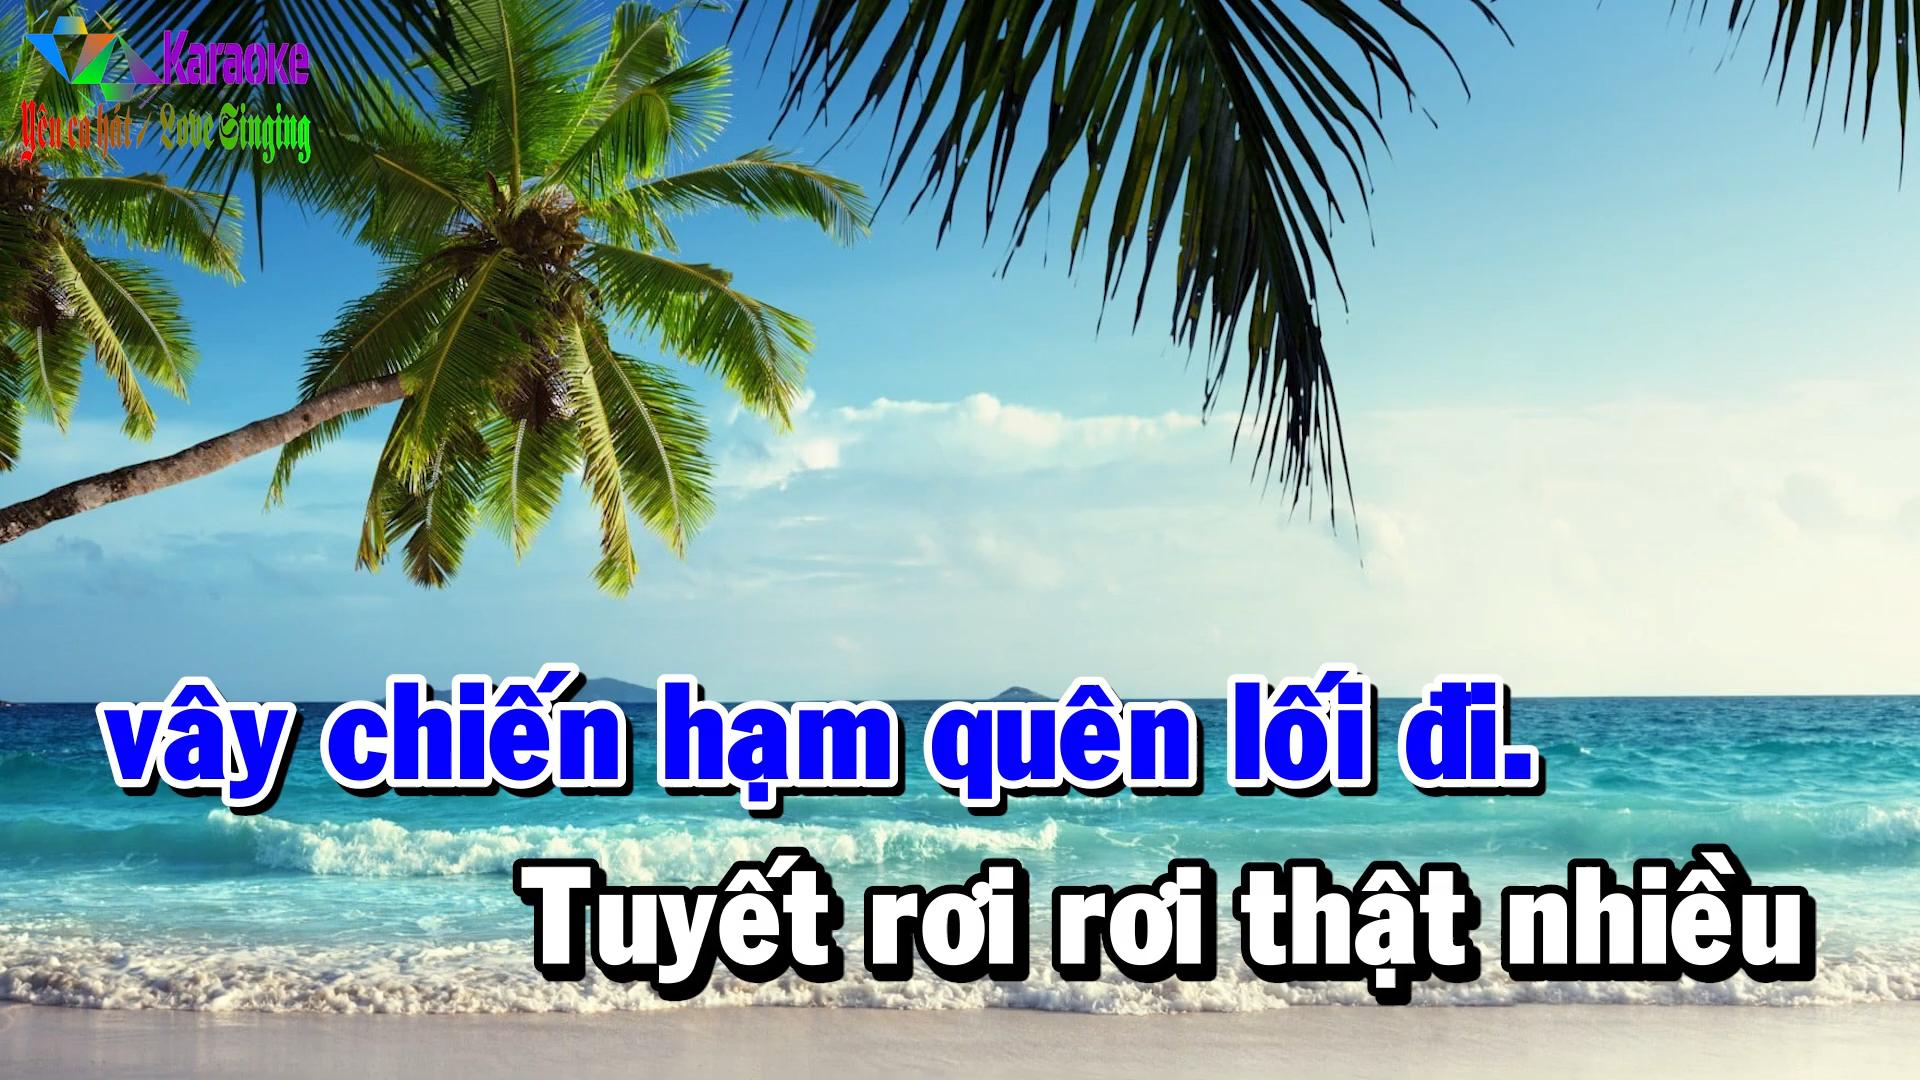 Karaoke
Yêu ca hát / Love Singing
vây chiến hạm quên lối đi.
Tuyết rơi rơi thật nhiều